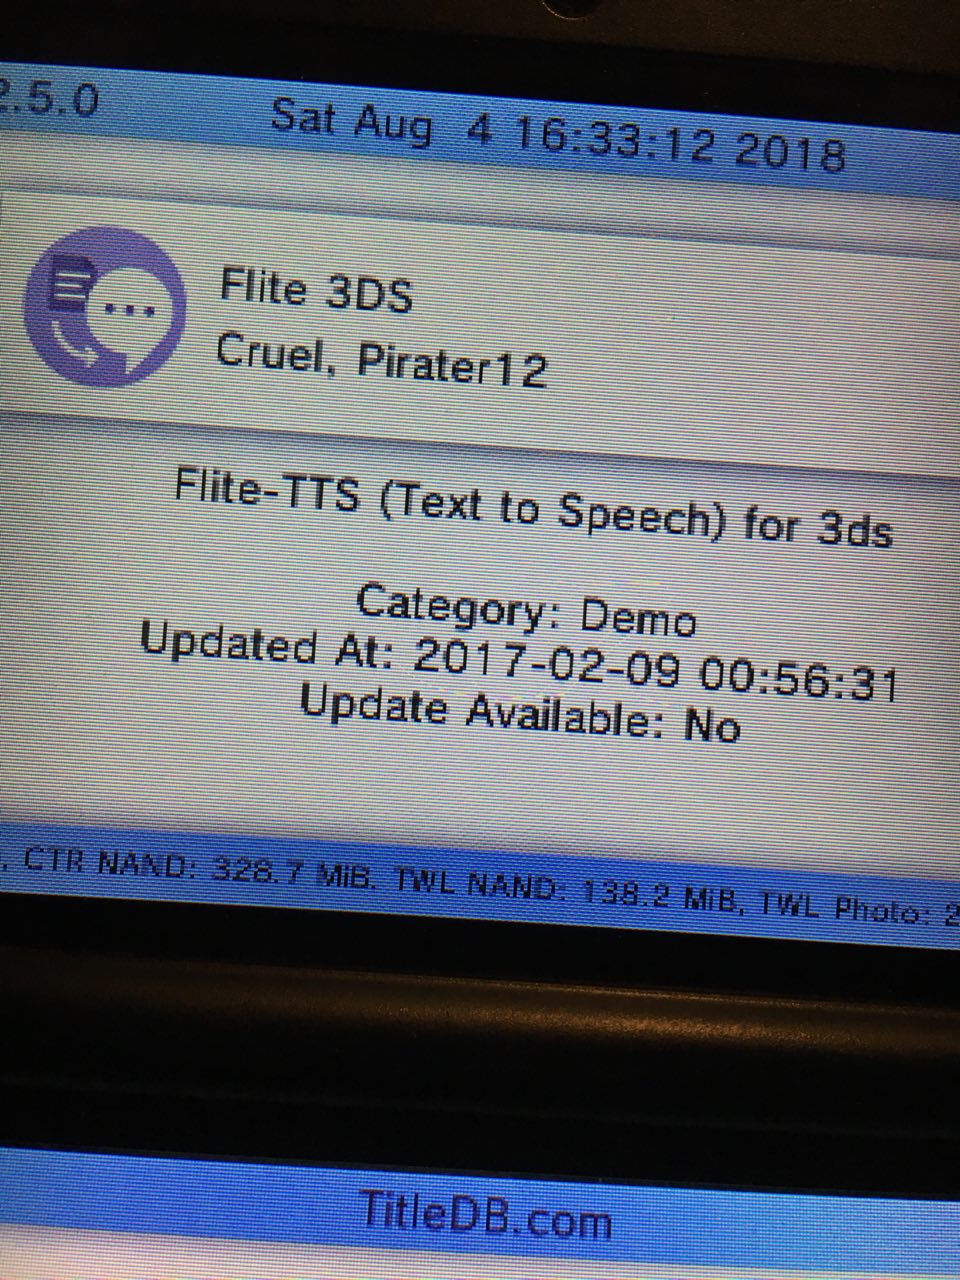 2.5.0 Sat Aug 4 16:33:12 2018
Flite 3DS
Cruel, Pirater12
Flite-TTS (Text to Speech) for 3ds
Category: Demo
Updated At: 2017-02-09 00:56:31
Update Available: No
, CTR NAND: 328.7 MiB, TWL NAND: 138.2 MiB, TWL Photo: 2
TitleDB.com